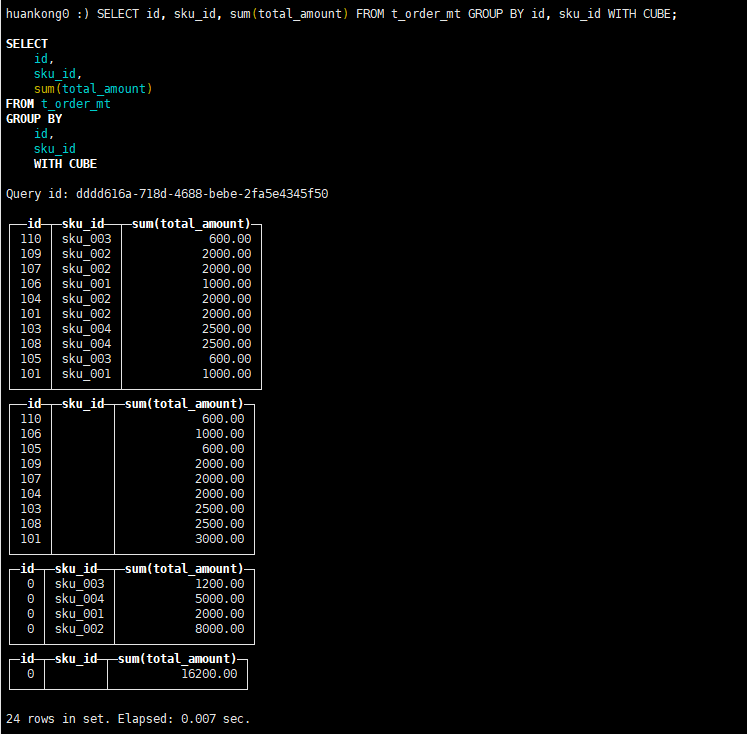 huankong0 :) SELECT id, sku_id, sum(total_amount) FROM t_order_mt GROUP BY id, sku_id WITH CUBE;
SELECT
id,
sku_id,
sum(total_amount)
FROM t_order_mt
GROUP BY
id,
sku_id
WITH CUBE
Query id: dddd616a-718d-4688-bebe-2fa5e4345f50
id sku_id sum(total_amount)
110 sku_003 600.00
109 sku_002 2000.00
107 sku_002 2000.00
106 sku_001 1000.00
104 sku_002 2000.00
101 sku_002 2000.00
103 sku_004 2500.00
108 sku_004 2500.00
105 sku_003 600.00
101 sku_001 1000.00
id sku_id sum(total_amount)
110 600.00
106 1000.00
105 600.00
109 2000.00
107 2000.00
104 2000.00
103 2500.00
108 2500.00
101 3000.00
id sku_id sum(total_amount)
0 sku_003 1200.00
0 sku_004 5000.00
0 sku_001 2000.00
0 sku_002 8000.00
id sku_id sum(total_amount)
0 16200.00
24 rows in set. Elapsed: 0.007 sec.